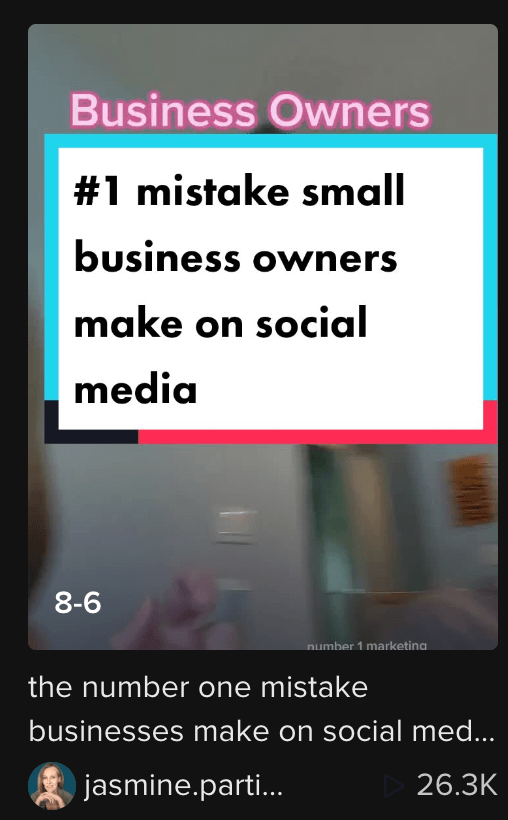 Business Owners
#1 mistake small
business owners
make on social
media
8-6
number 1 marketing
the number one mistake
businesses make on social med...
jasmine.parti...
26.3K